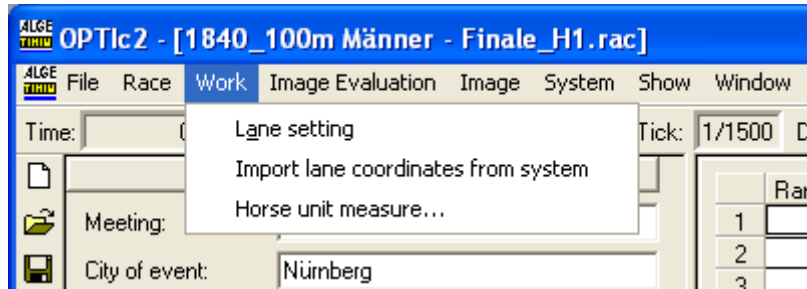 ALGE TIMING OPTIc2 - [1840_100m Männer - Finale_H1.rac]
ALGE TIMING File Race Work Image Evaluation Image System Show Window
Time: Tick: 1/1500
Lane setting
Import lane coordinates from system
Horse unit measure...
Meeting:
1
City of event: Nürnberg
2
3